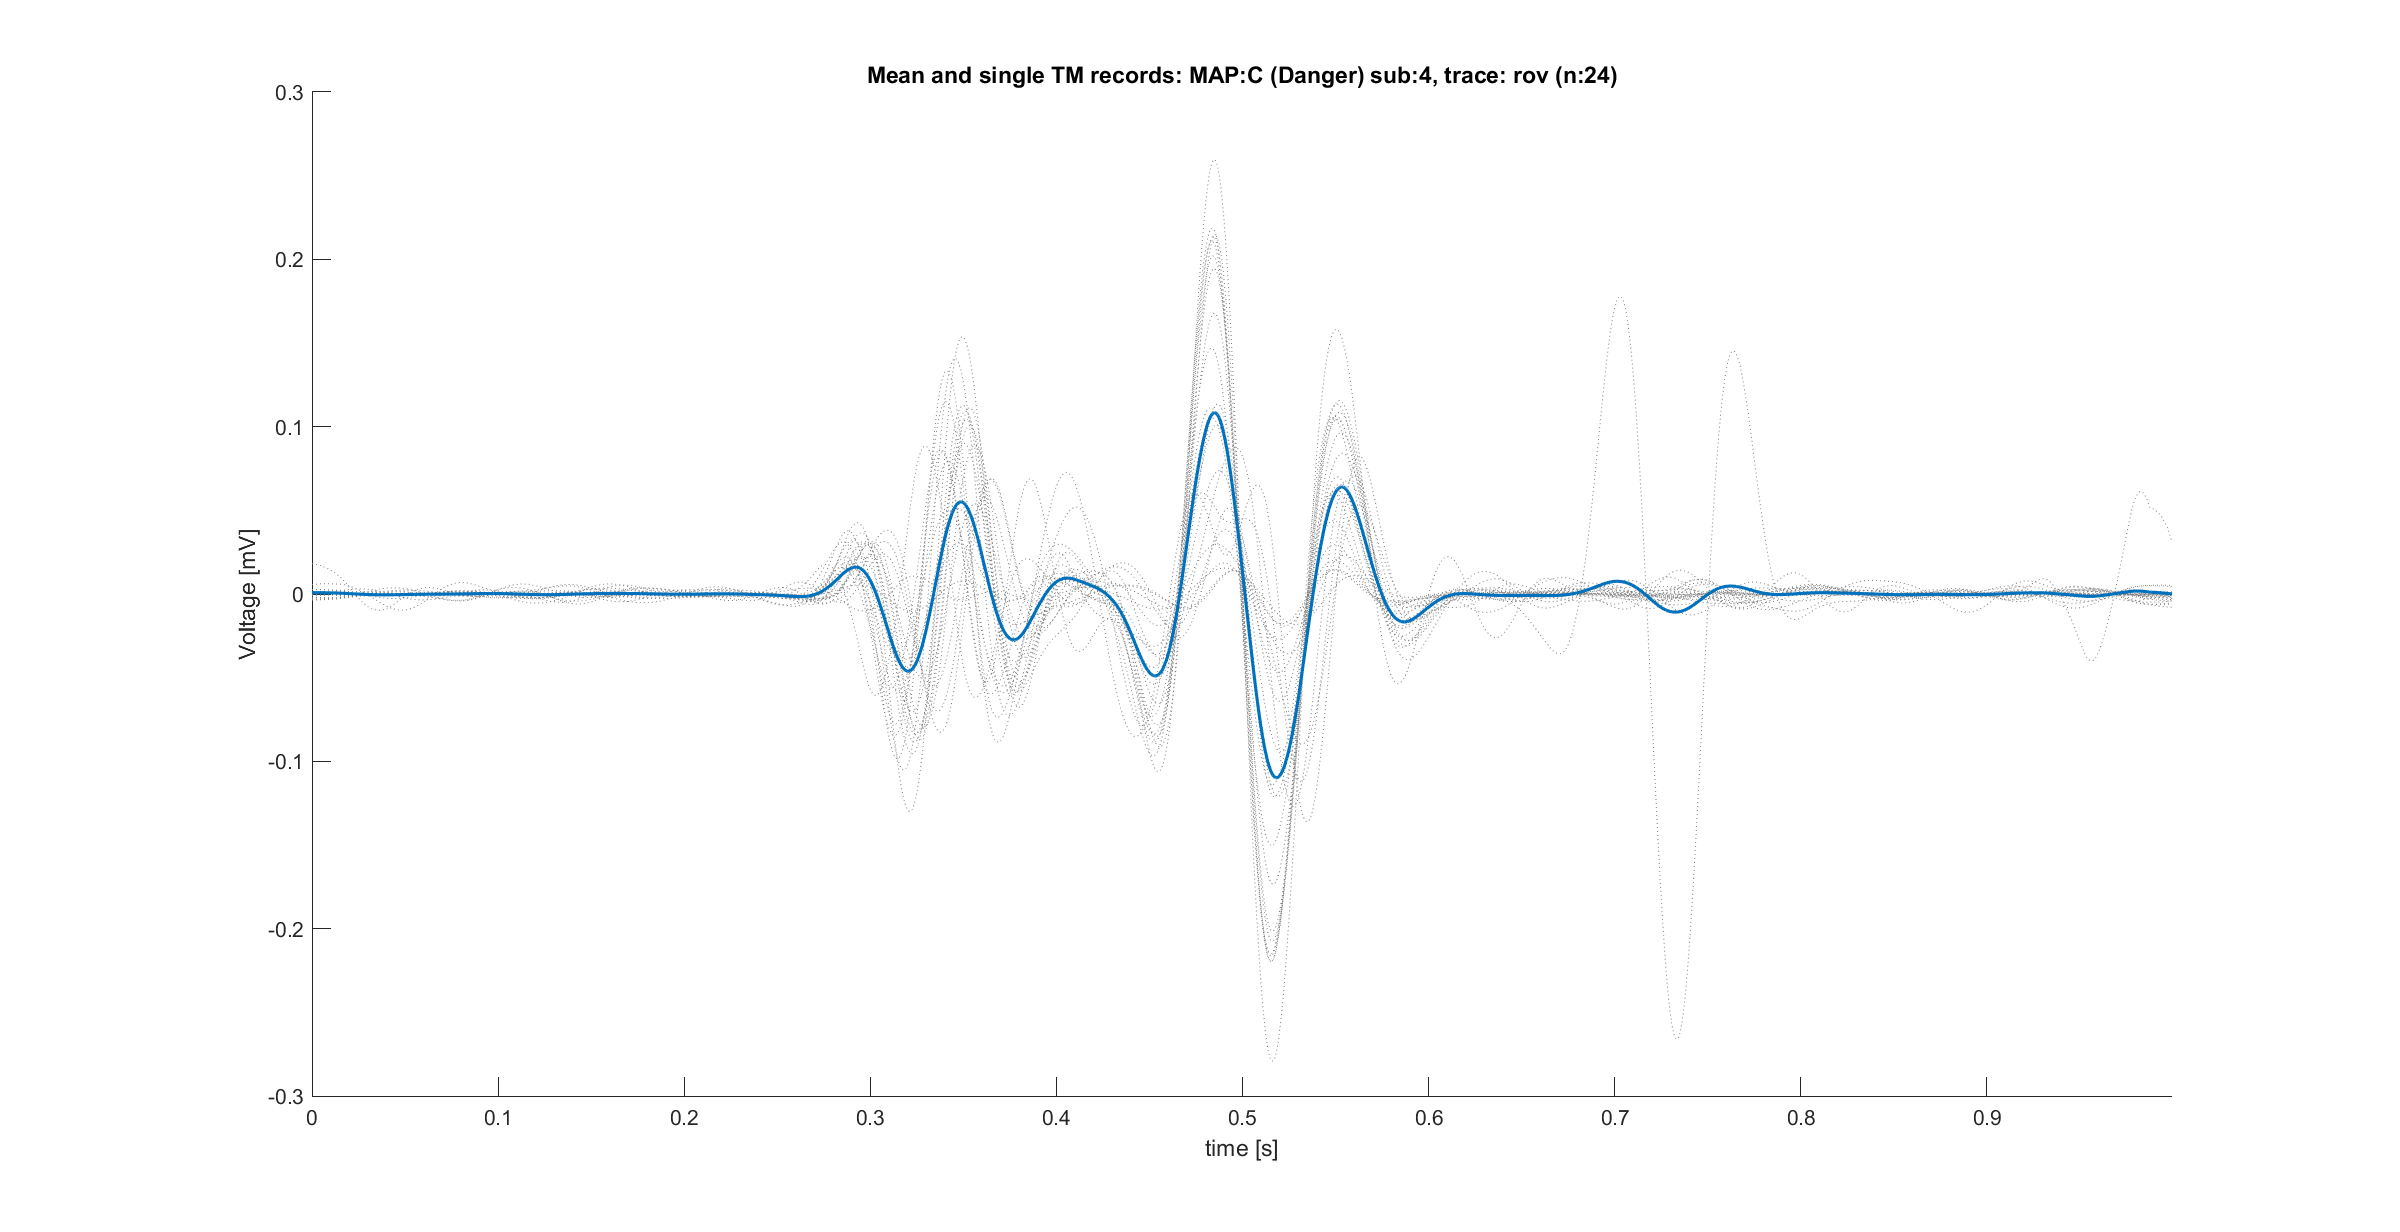 Mean and single TM records: MAP:C (Danger) sub:4, trace: rov (n:24)
0.3
0.2
0.1
0
-0.1
-0.2
-0.3
Voltage [mV]
0 0.1 0.2 0.3 0.4 0.5 0.6 0.7 0.8 0.9
time [s]